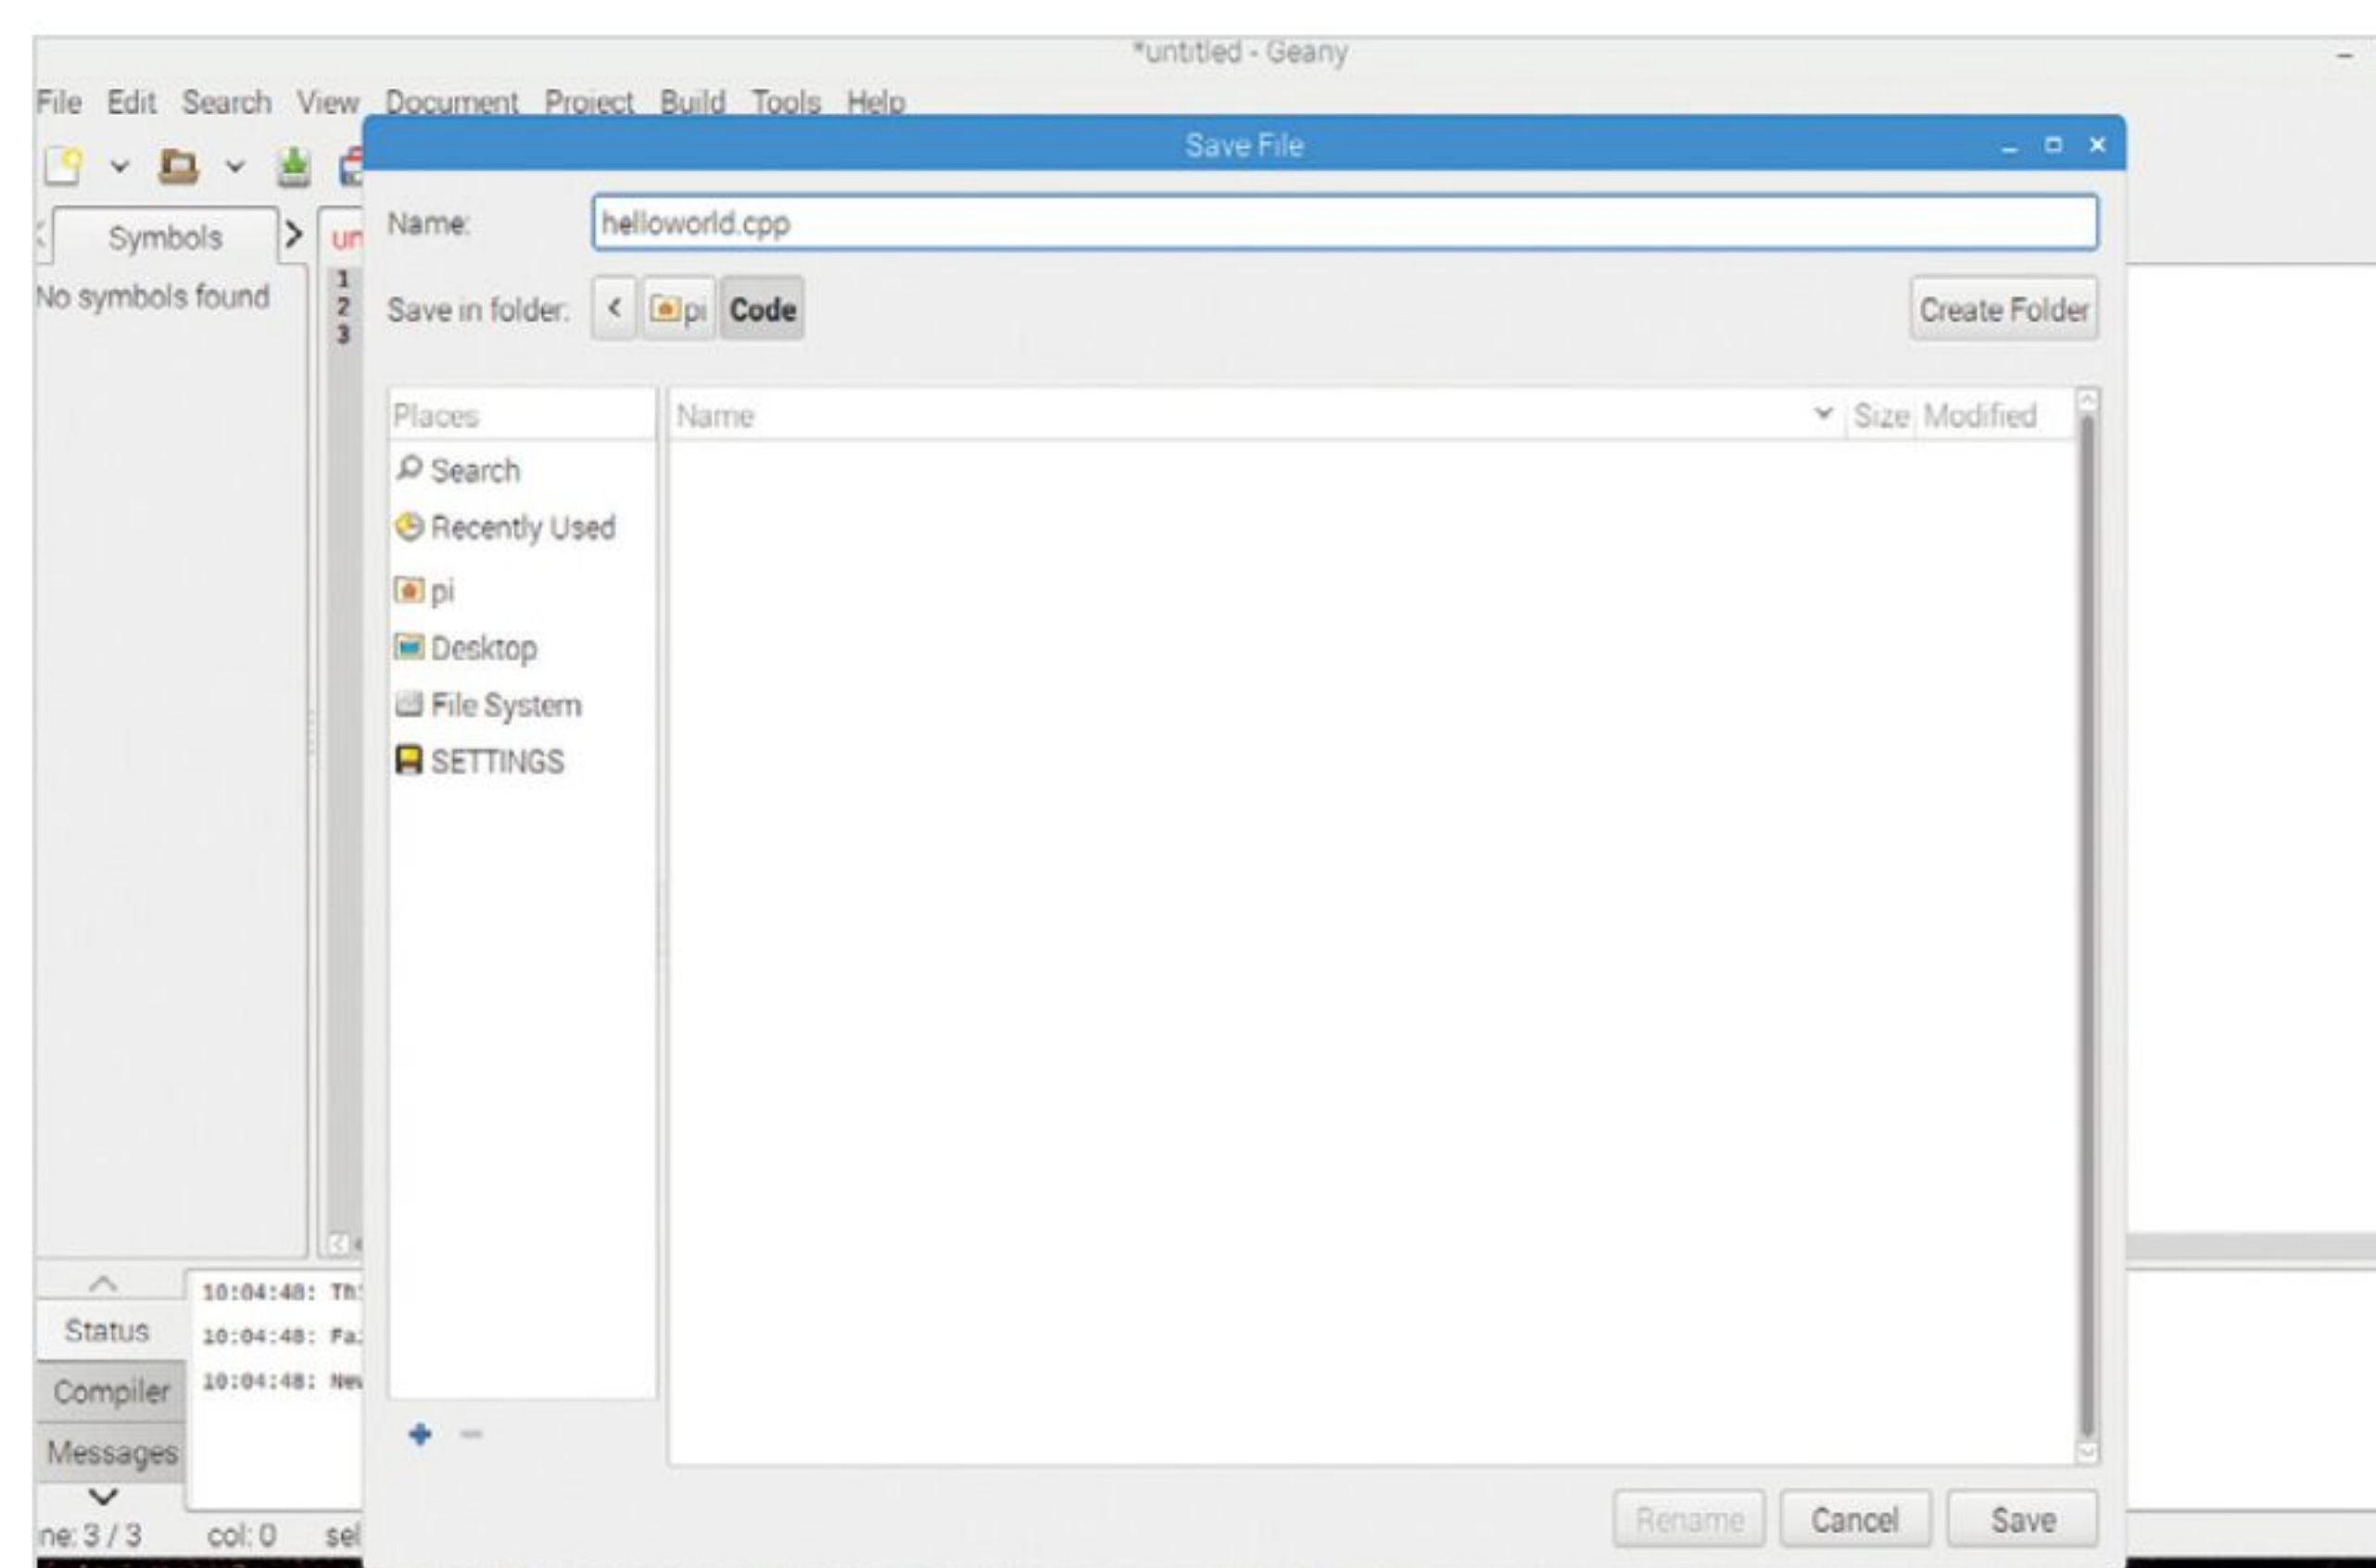 *untitled - Geany
File Edit Search View Document Project Build Tools Help
Save File
Name: helloworld.cpp
Symbols
No symbols found
1
2
3
Save in folder: < pi Code Create Folder
Places Name Size Modified
Search
Recently Used
pi
Desktop
File System
SETTINGS
10:04:48:
Status
10:04:48:
Compiler
10:04:48:
Messages
Rename Cancel Save
3 / 3 col: 0 sel